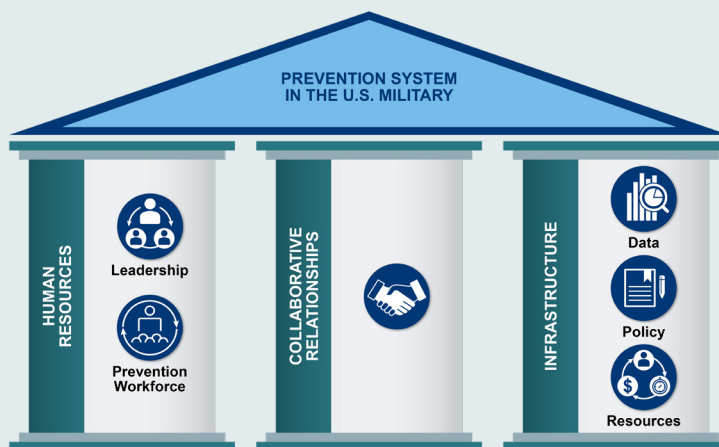 PREVENTION SYSTEM
IN THE U.S. MILITARY
HUMAN
RESOURCES
Leadership
Prevention
Workforce
COLLABORATIVE
RELATIONSHIPS
INFRASTRUCTURE
Data
Policy
$
Resources